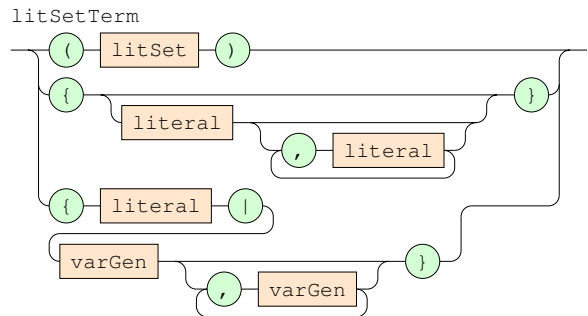 litSetTerm
( litSet )
{ }
literal
, literal
{ literal |
varGen }
, varGen